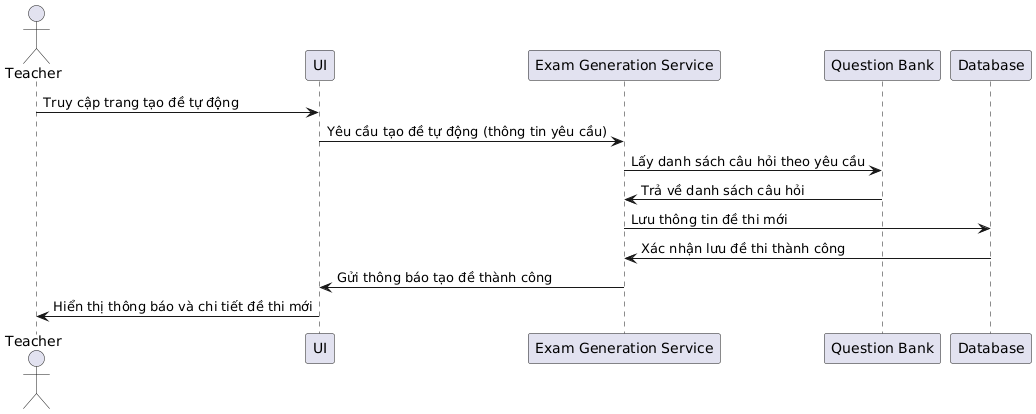 Teacher
UI
Exam Generation Service
Question Bank
Database
Truy cập trang tạo đề tự động
Yêu cầu tạo đề tự động (thông tin yêu cầu)
Lấy danh sách câu hỏi theo yêu cầu
Trả về danh sách câu hỏi
Lưu thông tin đề thi mới
Xác nhận lưu đề thi thành công
Gửi thông báo tạo đề thành công
Hiển thị thông báo và chi tiết đề thi mới
Teacher
UI
Exam Generation Service
Question Bank
Database